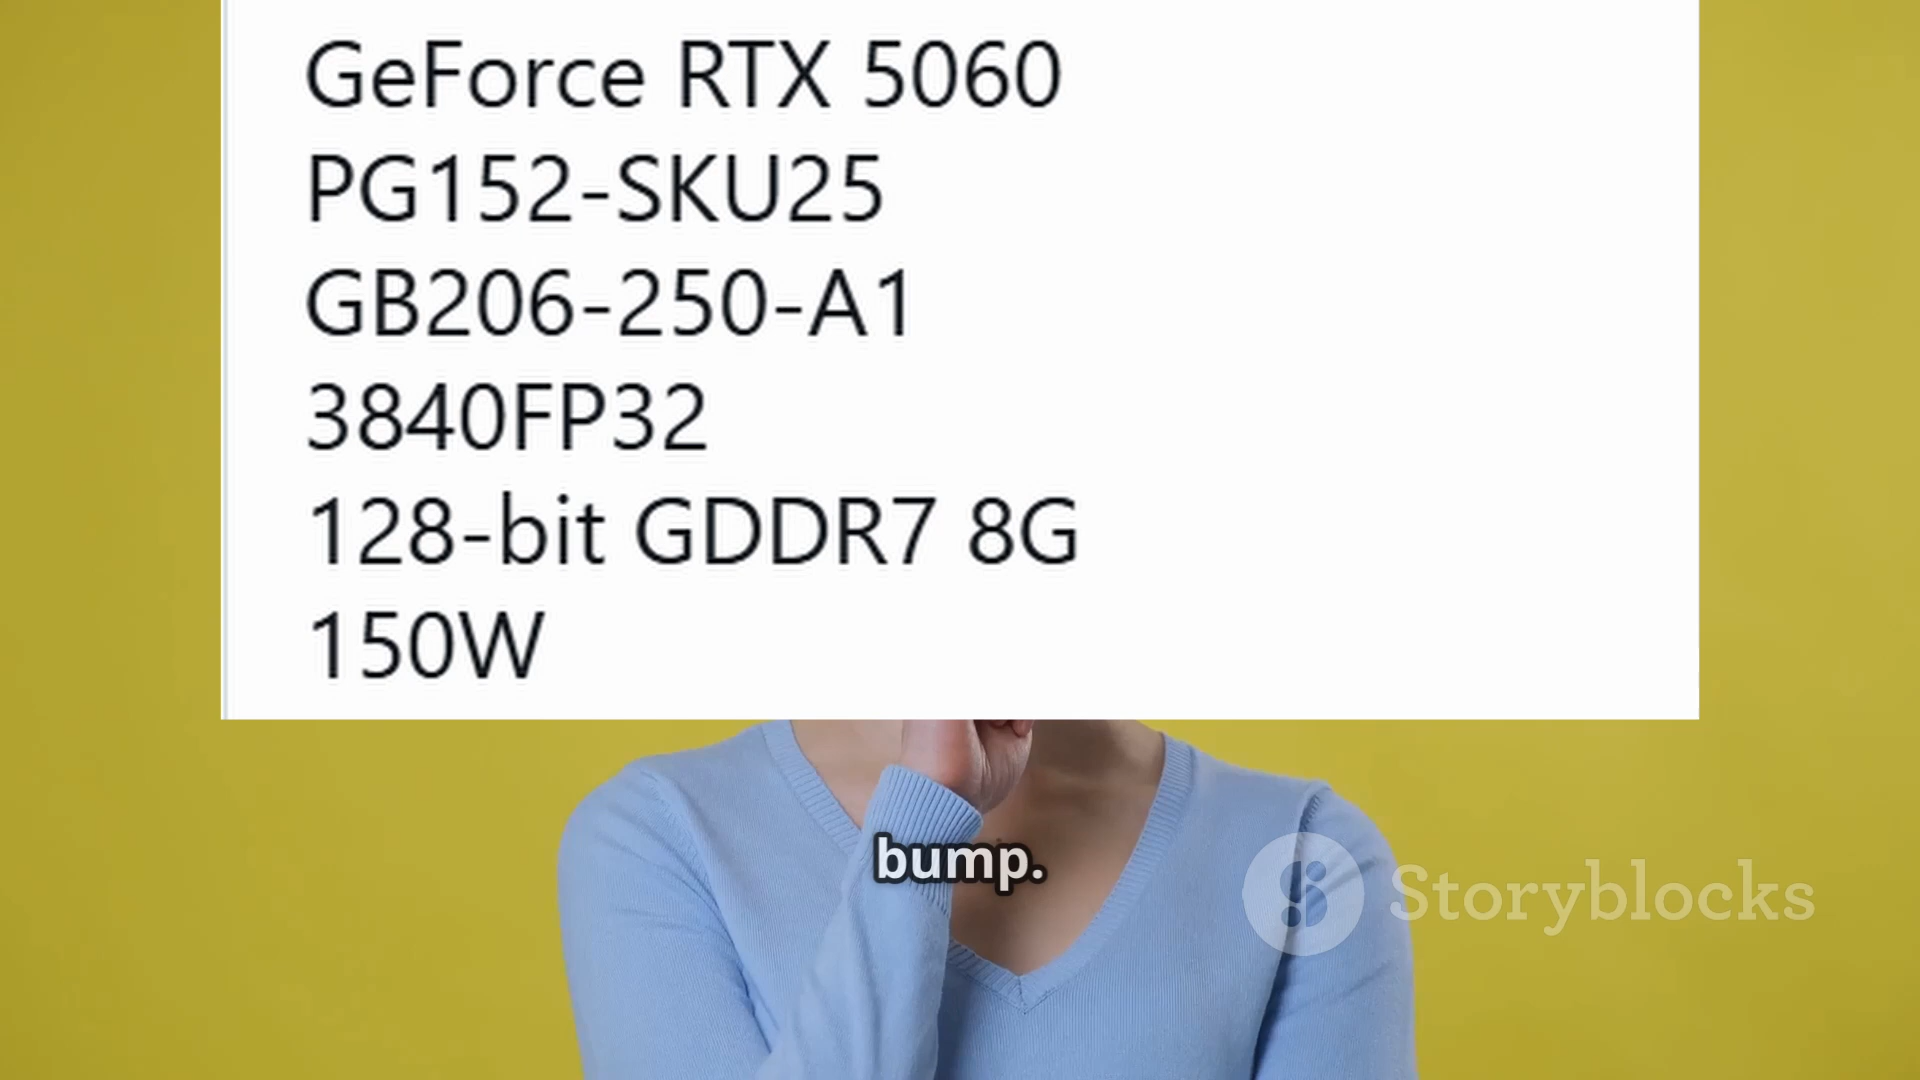 GeForce RTX 5060
PG152-SKU25
GB206-250-A1
3840FP32
128-bit GDDR7 8G
150W
bump.
Storyblocks